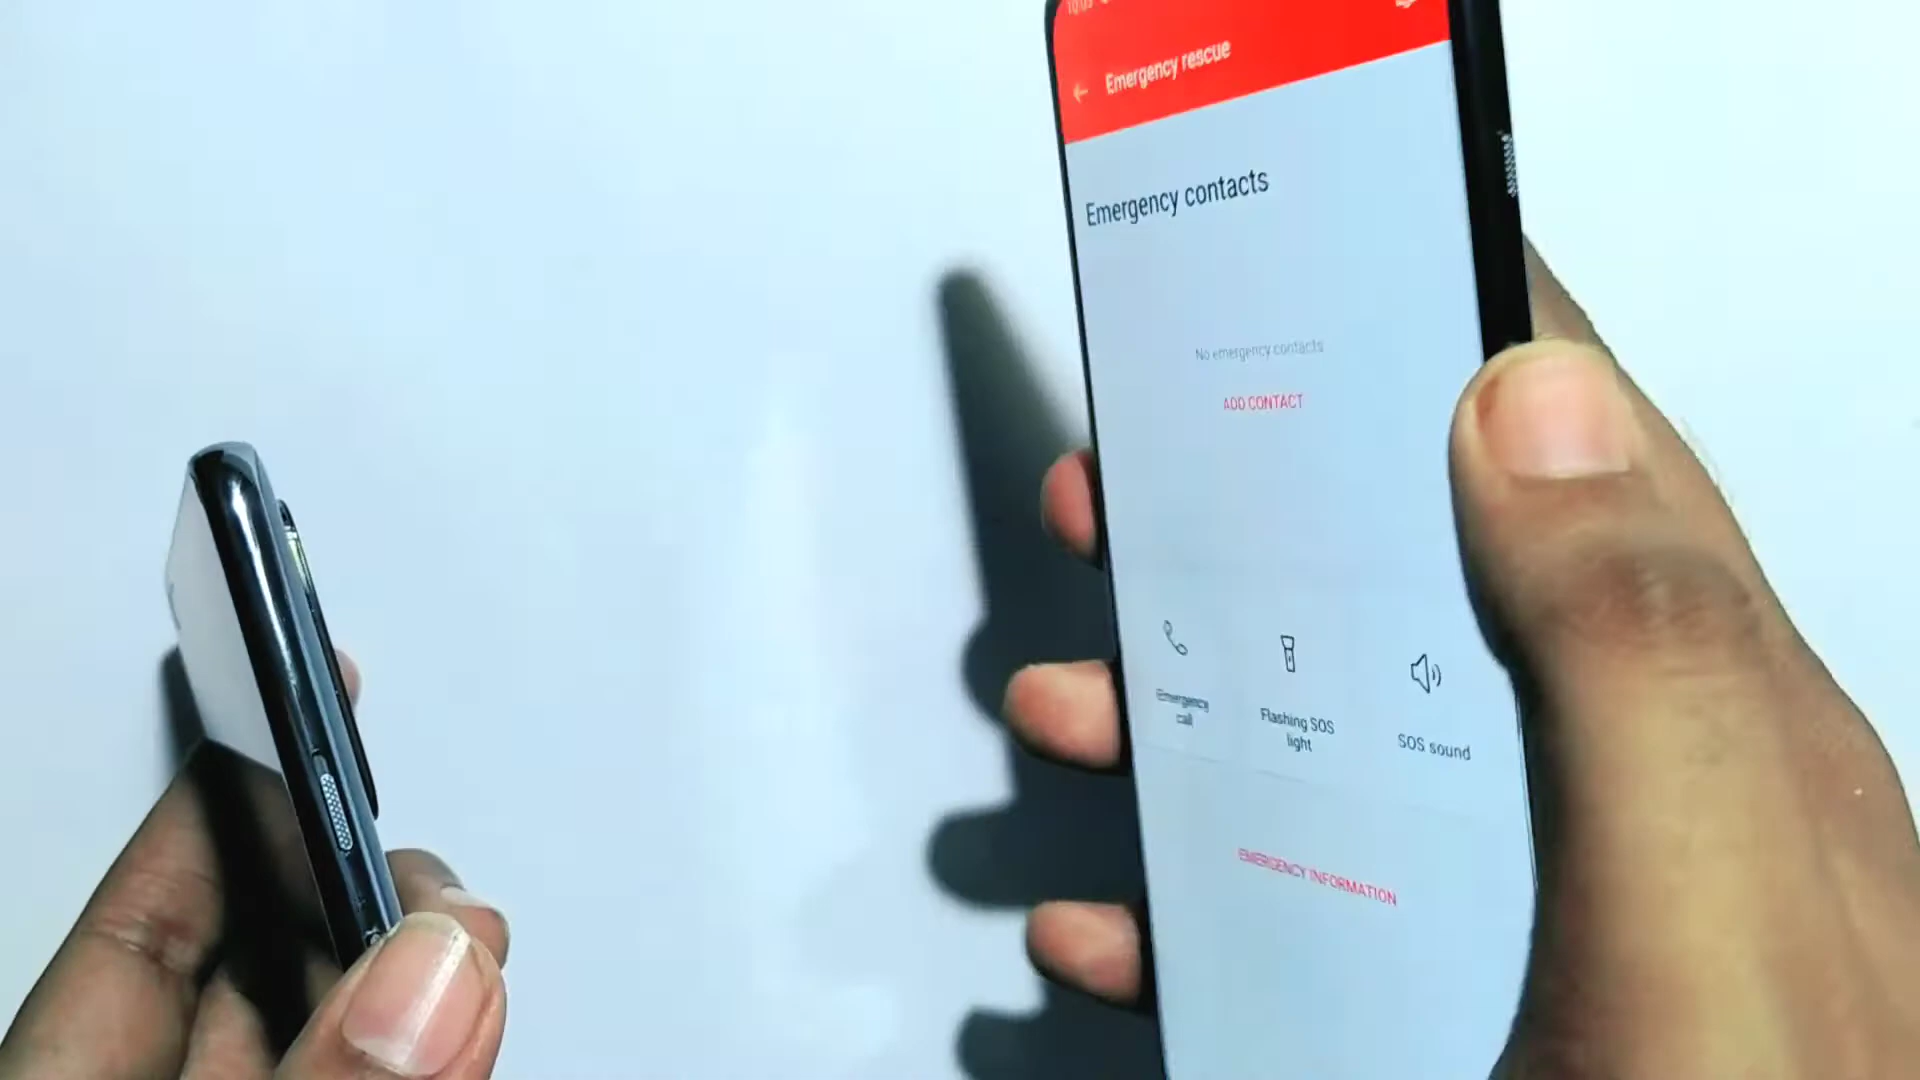 Emergency rescue
Emergency contacts
No emergency contacts
ADD CONTACT
Emergency
call
Flashing SOS
light
SOS sound
EMERGENCY INFORMATION